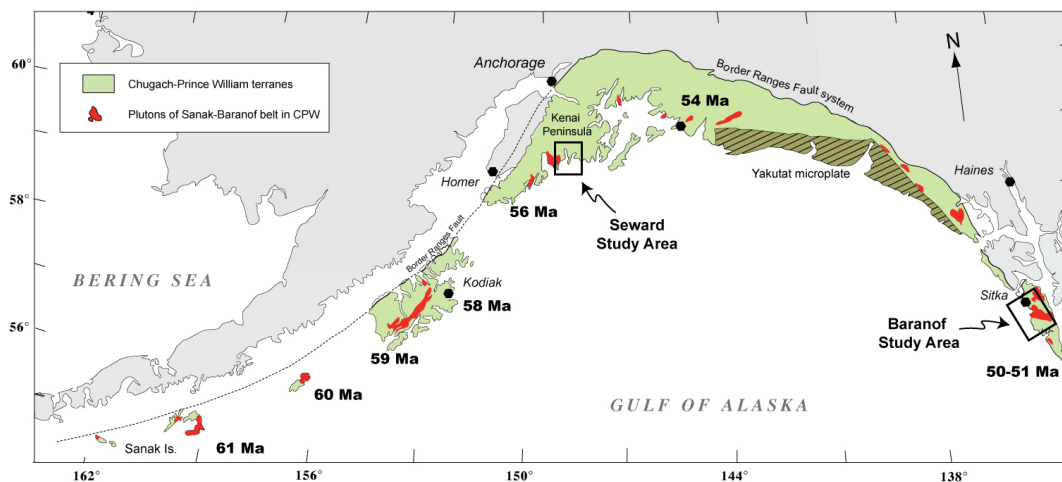 60°
58°
56°
Chugach-Prince William terranes
Plutons of Sanak-Baranof belt in CPW
Anchorage
Border Ranges Fault system
N
54 Ma
Kenai
Peninsula
Homer
Yakutat microplate
Haines
56 Ma
Seward
Study Area
Border Ranges Fault
BERING SEA
Kodiak
58 Ma
Sitka
Baranof
Study Area
59 Ma
50-51 Ma
60 Ma
GULF OF ALASKA
Sanak Is.
61 Ma
162°
156°
150°
144°
138°